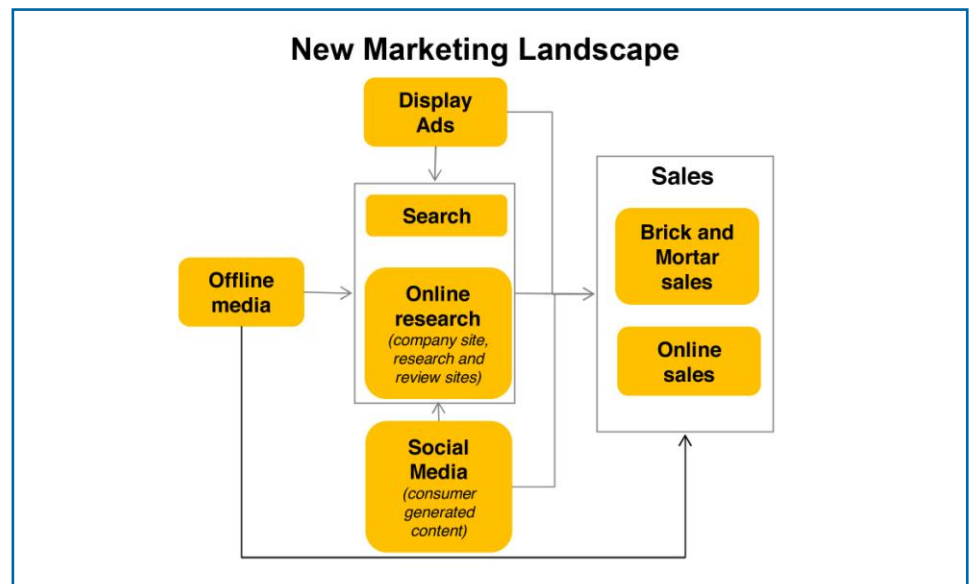 New Marketing Landscape
Display
Ads
Search
Offline
media
Online
research
(company site,
research and
review sites)
Social
Media
(consumer
generated
content)
Sales
Brick and
Mortar
sales
Online
sales